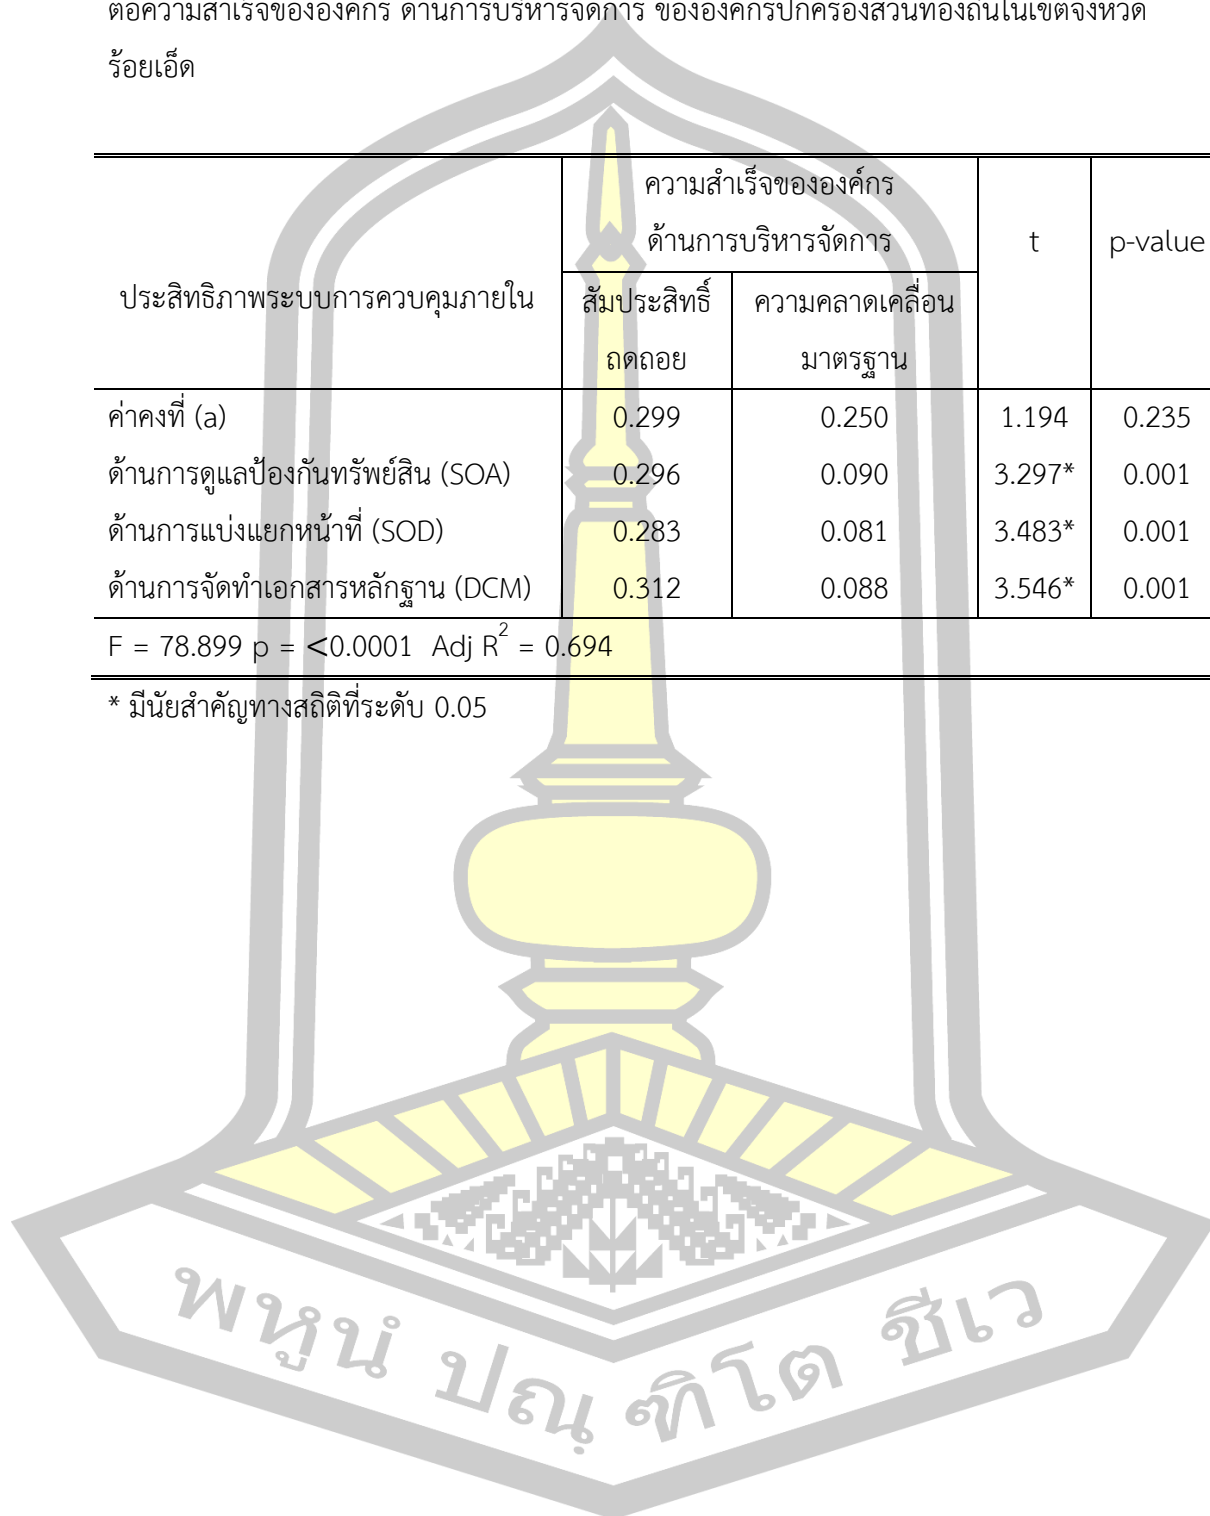 ต่อความสำเร็จขององค์กร ด้านการบริหารจัดการ ขององค์กรปกครองส่วนท้องถิ่นในเขตจังหวัด
ร้อยเอ็ด
ประสิทธิภาพระบบการควบคุมภายใน
ความสำเร็จขององค์กร
ด้านการบริหารจัดการ
t
p-value
สัมประสิทธิ์
ถดถอย
ความคลาดเคลื่อน
มาตรฐาน
ค่าคงที่ (a) 0.299 0.250 1.194 0.235
ด้านการดูแลป้องกันทรัพย์สิน (SOA) 0.296 0.090 3.297* 0.001
ด้านการแบ่งแยกหน้าที่ (SOD) 0.283 0.081 3.483* 0.001
ด้านการจัดทำเอกสารหลักฐาน (DCM) 0.312 0.088 3.546* 0.001
F = 78.899 p = <0.0001 Adj R² = 0.694
* มีนัยสำคัญทางสถิติที่ระดับ 0.05
พหูนํ ปณฺฑิโต ชีเว